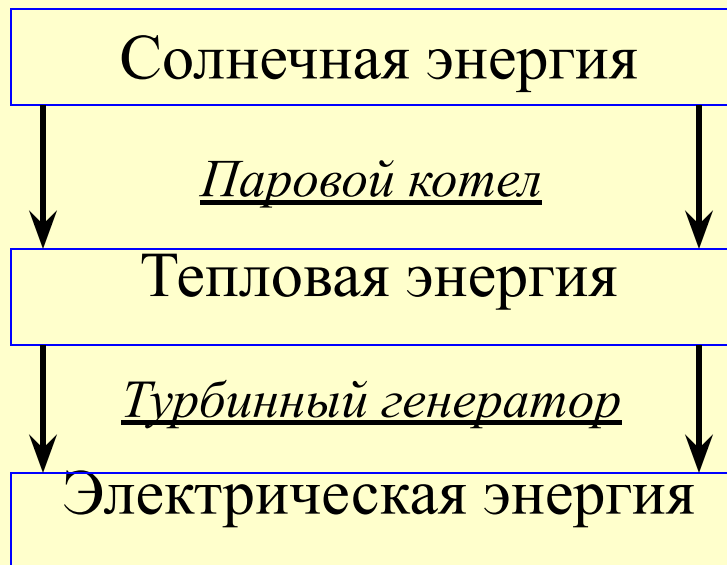 Солнечная энергия
Паровой котел
Тепловая энергия
Турбинный генератор
Электрическая энергия